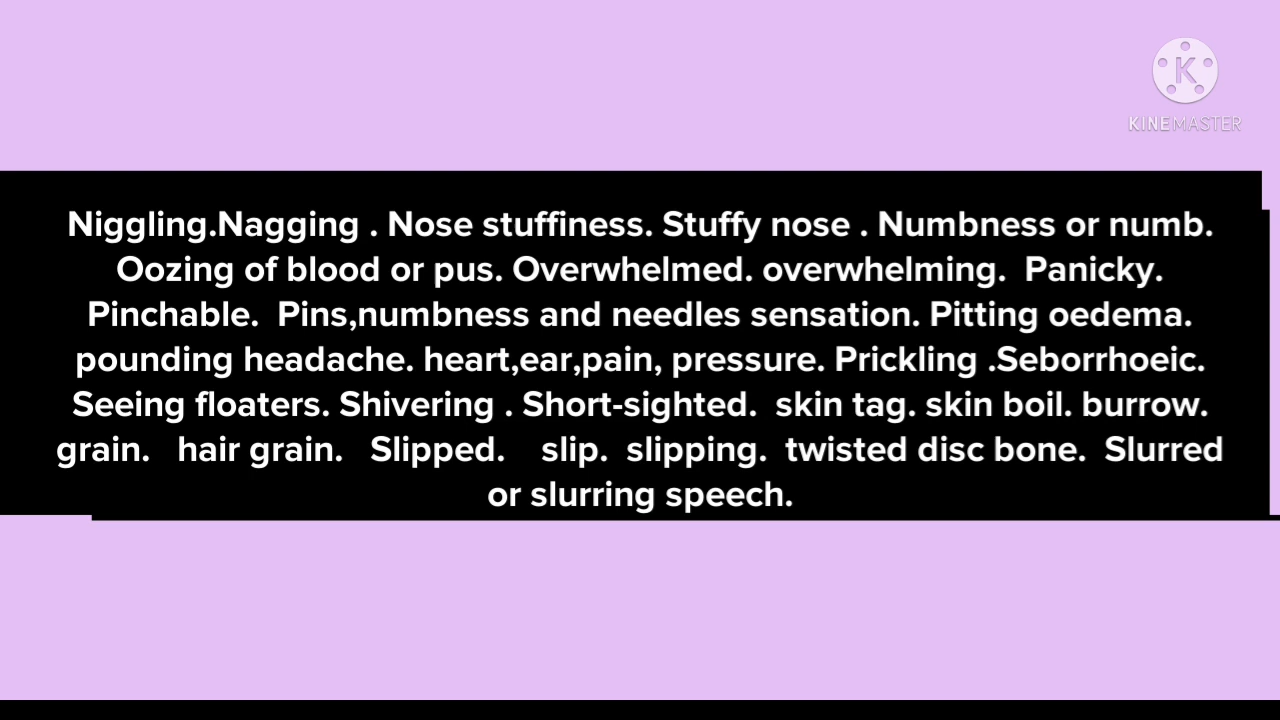 KINEMASTER
Niggling.Nagging . Nose stuffiness. Stuffy nose . Numbness or numb.
Oozing of blood or pus. Overwhelmed. overwhelming.  Panicky.
Pinchable.  Pins,numbness and needles sensation. Pitting oedema.
pounding headache. heart,ear,pain, pressure. Prickling .Seborrhoeic.
Seeing floaters. Shivering . Short-sighted.  skin tag. skin boil. burrow.
grain.   hair grain.   Slipped.    slip.  slipping.  twisted disc bone.  Slurred
or slurring speech.